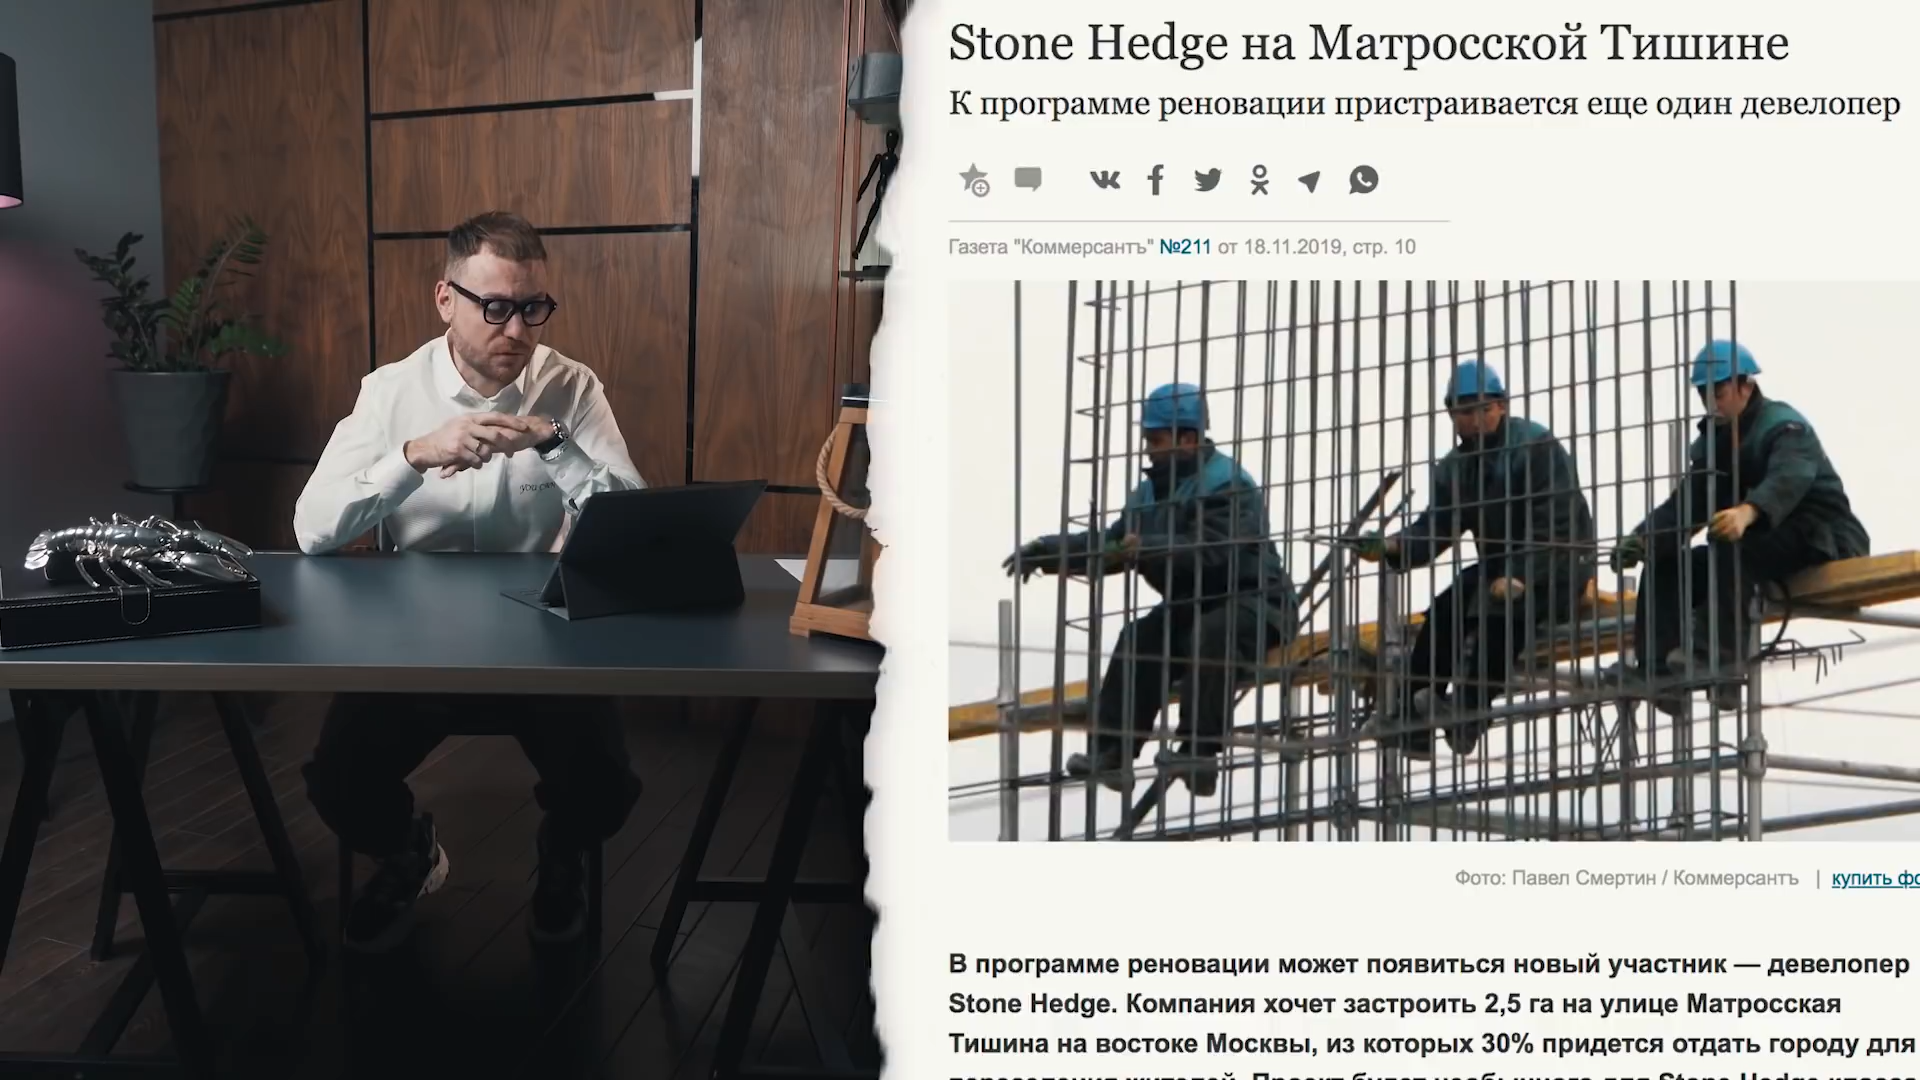 Stone Hedge на Матросской Тишине
К программе реновации пристраивается еще один девелопер
Газета "Коммерсантъ" №211 от 18.11.2019, стр. 10
Фото: Павел Смертин / Коммерсантъ | купить фо
В программе реновации может появиться новый участник — девелопер
Stone Hedge. Компания хочет застроить 2,5 га на улице Матросская
Тишина на востоке Москвы, из которых 30% придется отдать городу для